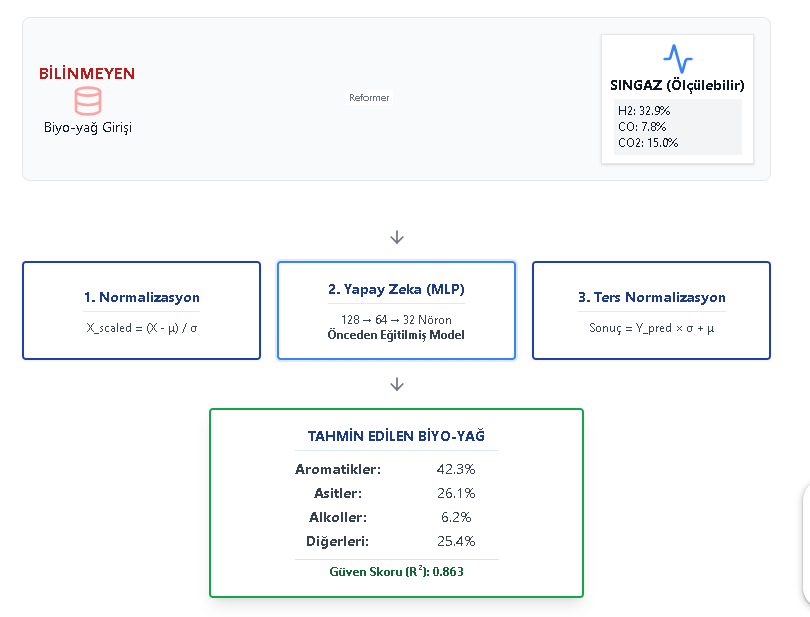 BİLİNMEYEN
Biyo-yağ Girişi
Reformer
SINGAZ (Ölçülebilir)
H2: 32.9%
CO: 7.8%
CO2: 15.0%
1. Normalizasyon
X_scaled = (X - μ) / σ
2. Yapay Zeka (MLP)
128 → 64 → 32 Nöron
Önceden Eğitilmiş Model
3. Ters Normalizasyon
Sonuç = Y_pred × σ + μ
TAHMİN EDİLEN BİYO-YAĞ
Aromatikler: 42.3%
Asitler: 26.1%
Alkoller: 6.2%
Diğerleri: 25.4%
Güven Skoru (R²): 0.863